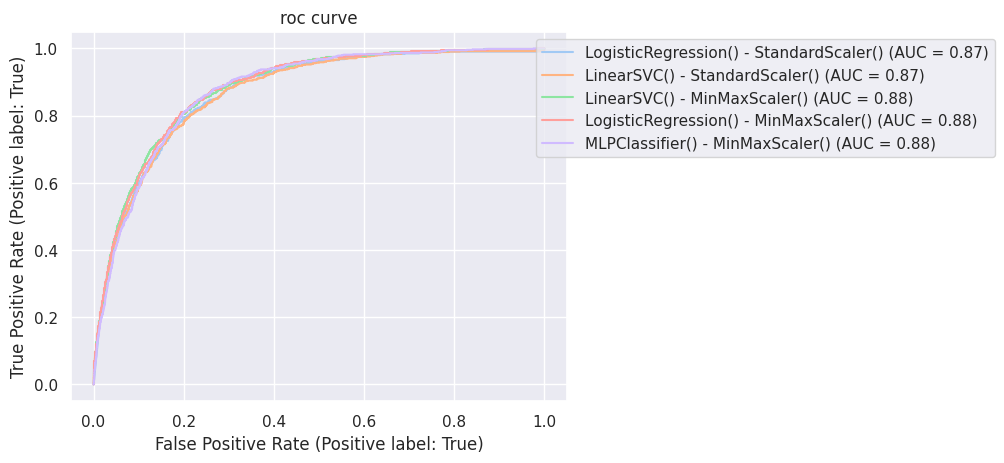 roc curve
True Positive Rate (Positive label: True)
1.0
0.8
0.6
0.4
0.2
0.0
0.0 0.2 0.4 0.6 0.8 1.0
False Positive Rate (Positive label: True)
LogisticRegression() - StandardScaler() (AUC = 0.87)
LinearSVC() - StandardScaler() (AUC = 0.87)
LinearSVC() - MinMaxScaler() (AUC = 0.88)
LogisticRegression() - MinMaxScaler() (AUC = 0.88)
MLPClassifier() - MinMaxScaler() (AUC = 0.88)